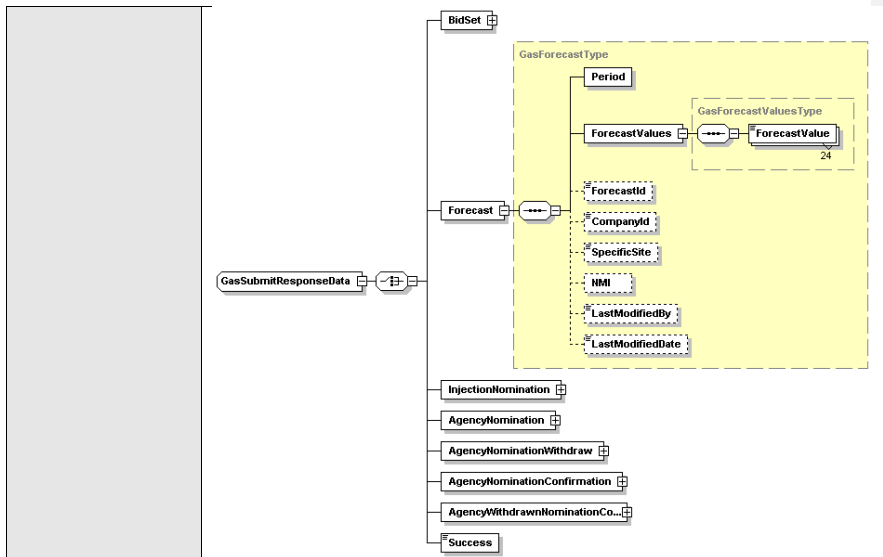 BidSet
GasForecastType
Period
GasForecastValuesType
ForecastValues
ForecastValue
24
ForecastId
Forecast
CompanyId
SpecificSite
GasSubmitResponseData
NMI
LastModifiedBy
LastModifiedDate
InjectionNomination
AgencyNomination
AgencyNominationWithdraw
AgencyNominationConfirmation
AgencyWithdrawnNominationCo...
Success